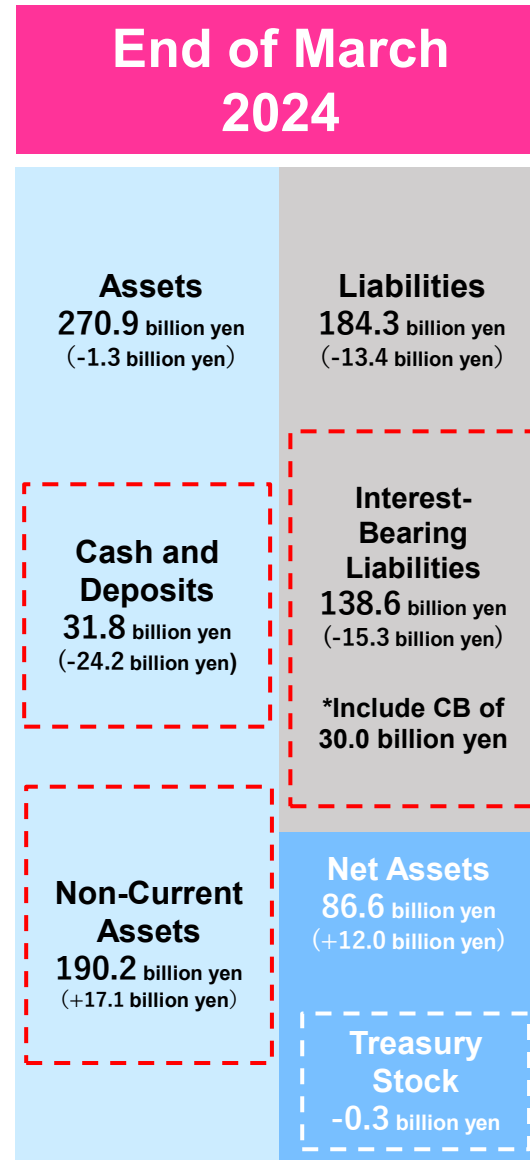 End of March
2024
Assets
270.9 billion yen
(-1.3 billion yen)
Cash and
Deposits
31.8 billion yen
(-24.2 billion yen)
Non-Current
Assets
190.2 billion yen
(+17.1 billion yen)
Liabilities
184.3 billion yen
(-13.4 billion yen)
Interest-
Bearing
Liabilities
138.6 billion yen
(-15.3 billion yen)
*Include CB of
30.0 billion yen
Net Assets
86.6 billion yen
(+12.0 billion yen)
Treasury
Stock
-0.3 billion yen